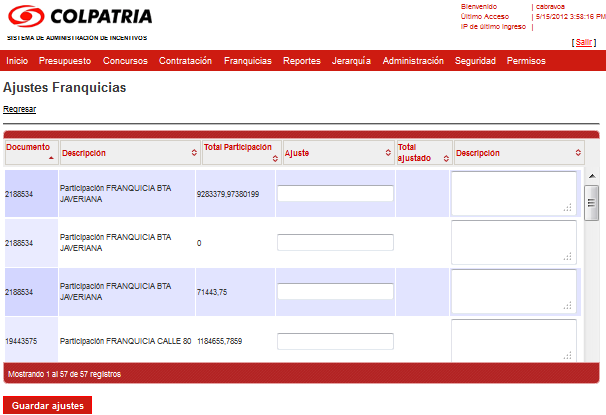 COLPATRIA
SISTEMA DE ADMINISTRACIÓN DE INCENTIVOS
Bienvenido | cabravoa
Último Acceso | 5/15/2012 3:58:16 PM
IP de último Ingreso |
[ Salir ]
Inicio Presupuesto Concursos Contratación Franquicias Reportes Jerarquía Administración Seguridad Permisos
Ajustes Franquicias
Regresar
Documento Descripción Total Participación Ajuste Total ajustado Descripción
2188534 Participación FRANQUICIA BTA JAVERIANA 9283379,97380199
2188534 Participación FRANQUICIA BTA JAVERIANA 0
2188534 Participación FRANQUICIA BTA JAVERIANA 71443,75
19443575 Participación FRANQUICIA CALLE 80 1184655,7859
Mostrando 1 al 57 de 57 registros
Guardar ajustes